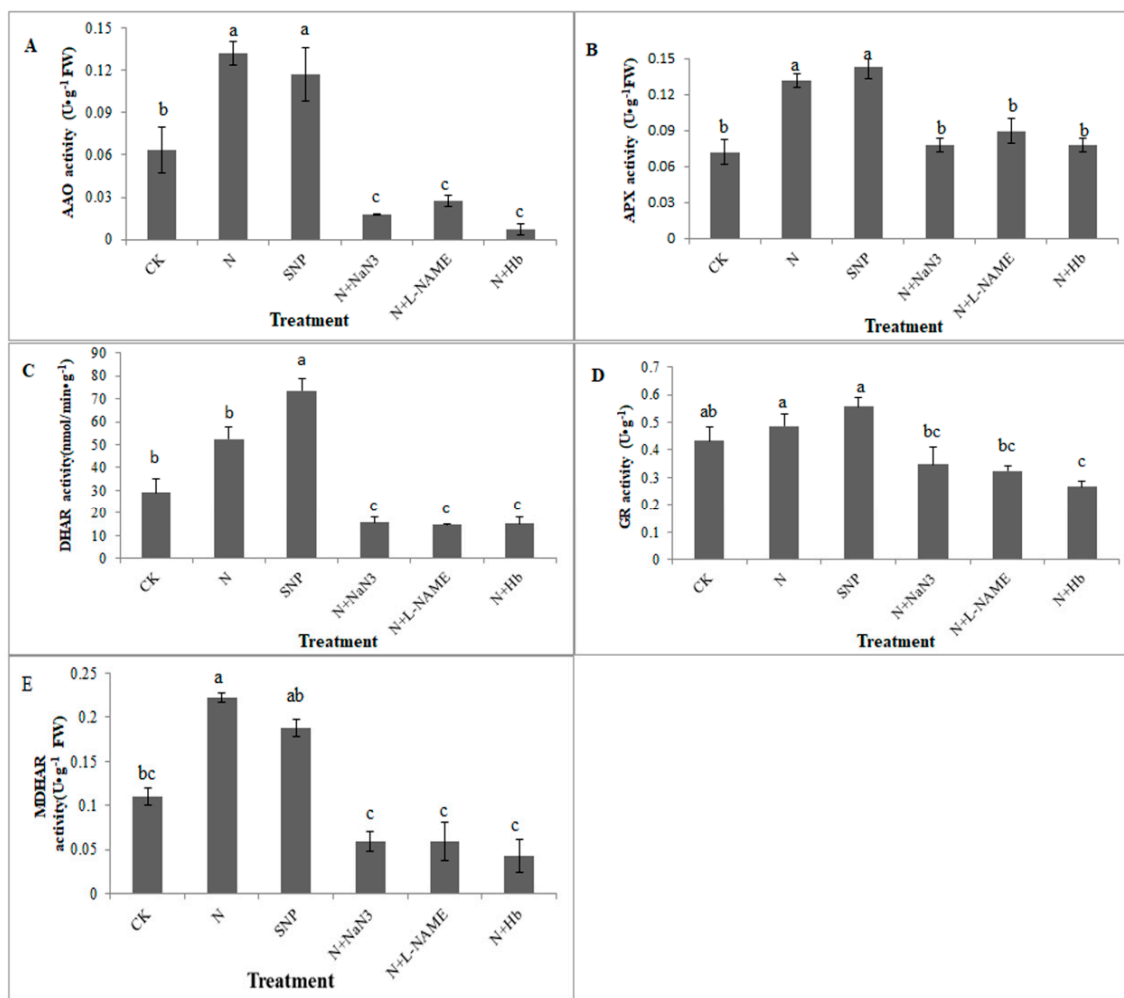 A
AAO activity (U•g⁻¹ FW)
0.15
0.12
0.09
0.06
0.03
0
b
a
a
c
c
c
CK
N
SNP
N+NaN3
N+L-NAME
N+Hb
Treatment
B
APX activity (U•g⁻¹FW)
0.15
0.12
0.09
0.06
0.03
0
b
a
a
b
b
b
CK
N
SNP
N+NaN3
N+L-NAME
N+Hb
Treatment
C
DHAR activity(nmol/min•g⁻¹)
90
80
70
60
50
40
30
20
10
0
b
b
a
c
c
c
CK
N
SNP
N+NaN3
N+L-NAME
N+Hb
Treatment
D
GR activity (U•g⁻¹)
0.7
0.6
0.5
0.4
0.3
0.2
0.1
0
ab
a
a
bc
bc
c
CK
N
SNP
N+NaN3
N+L-NAME
N+Hb
Treatment
E
MDHAR
activity(U•g⁻¹ FW)
0.25
0.2
0.15
0.1
0.05
0
bc
a
ab
c
c
c
CK
N
SNP
N+NaN3
N+L-NAME
N+Hb
Treatment